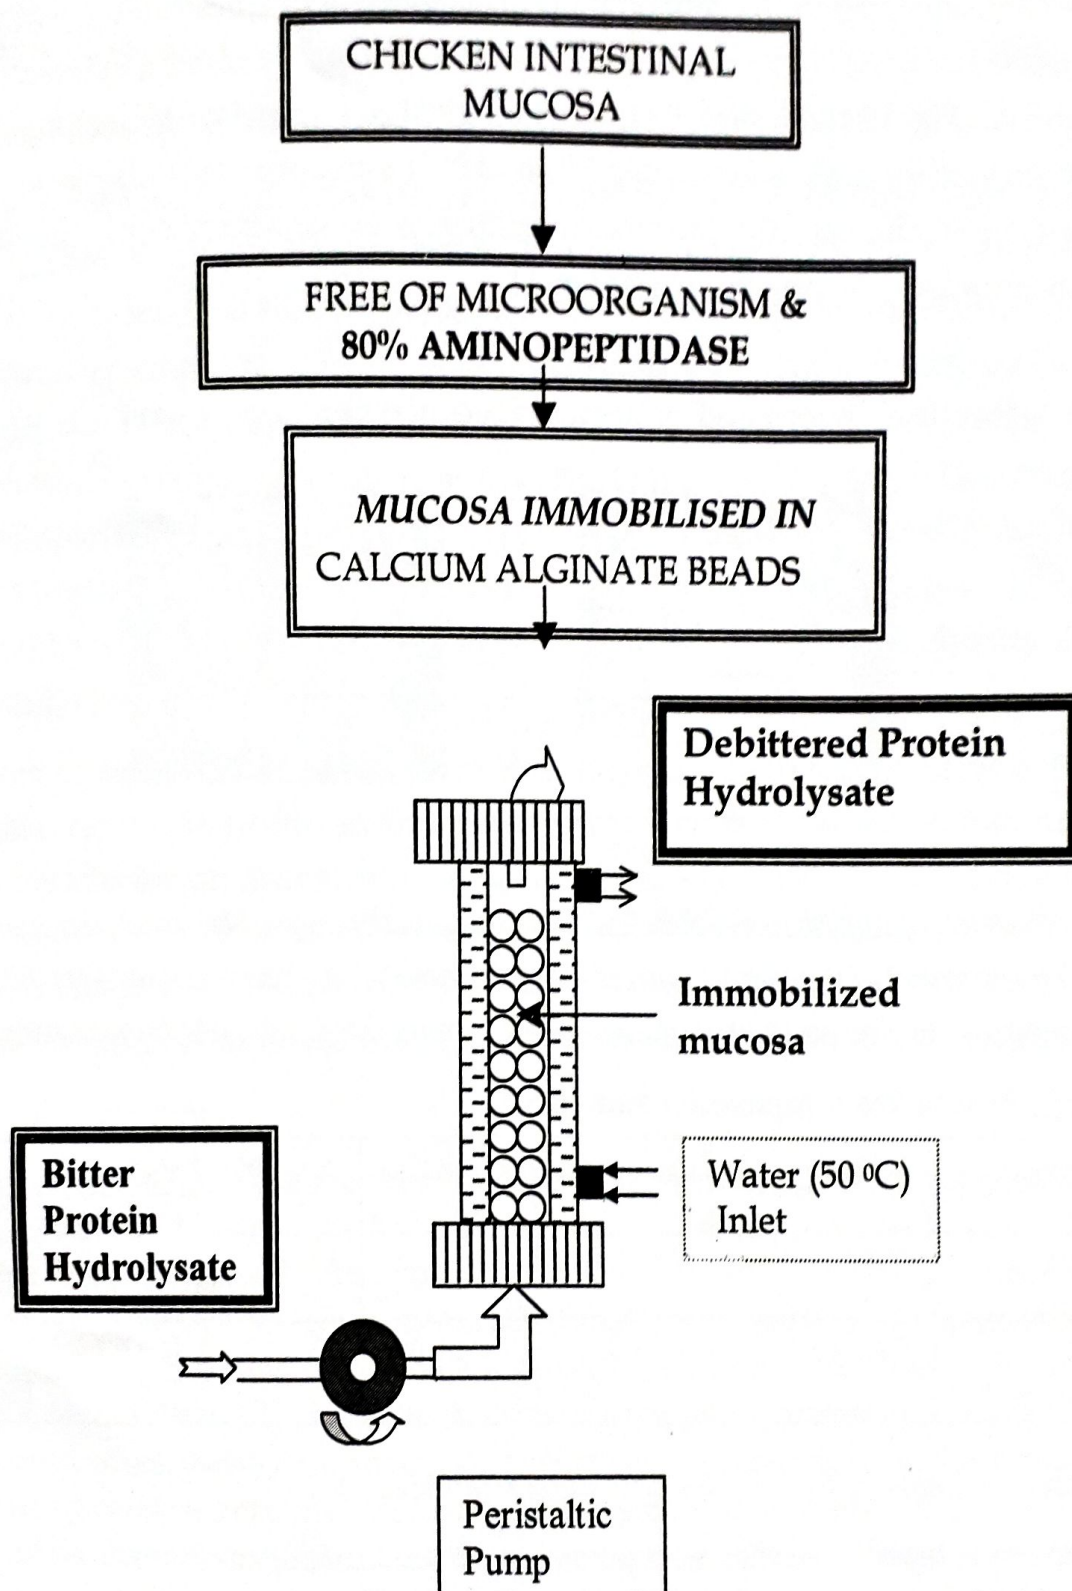 CHICKEN INTESTINAL
MUCOSA
FREE OF MICROORGANISM &
80% AMINOPEPTIDASE
MUCOSA IMMOBILISED IN
CALCIUM ALGINATE BEADS
Debittered Protein
Hydrolysate
Immobilized
mucosa
Bitter
Protein
Hydrolysate
Water (50 ⁰C)
Inlet
Peristaltic
Pump